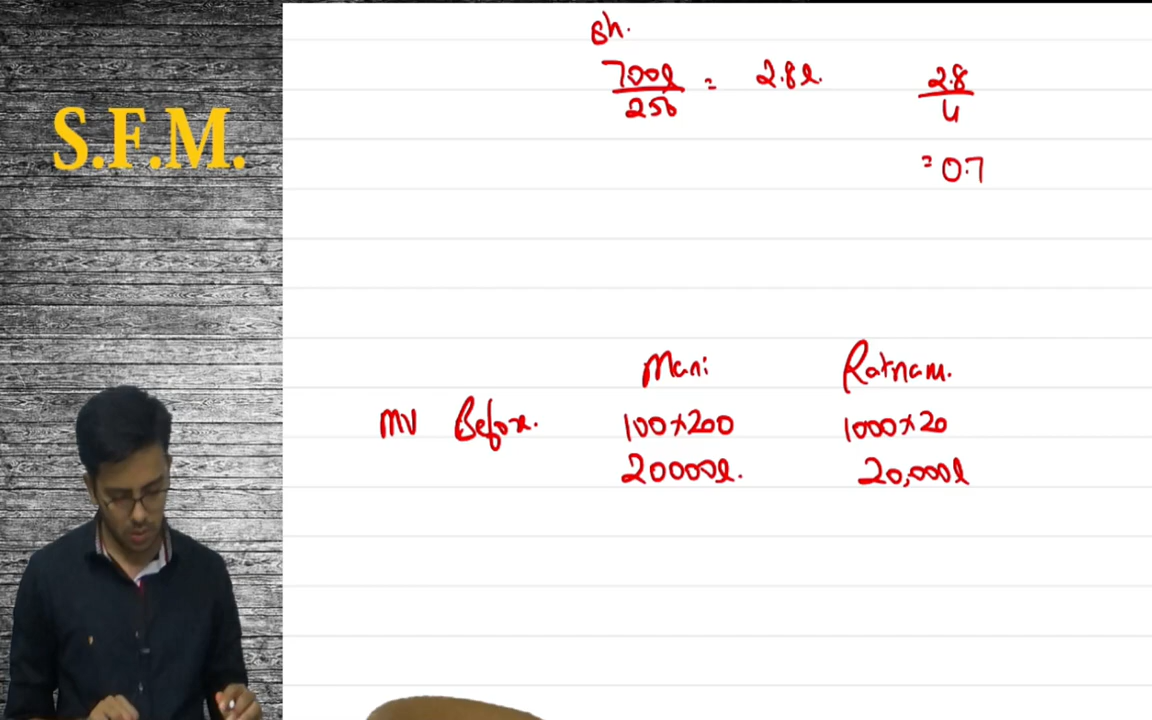 S.F.M.
Sh.
700l / 250 = 2.8l.
2.8 / 4
= 0.7
Mani Ratnam.
MV Before. 100×200 1000×20
20000l. 20,000l